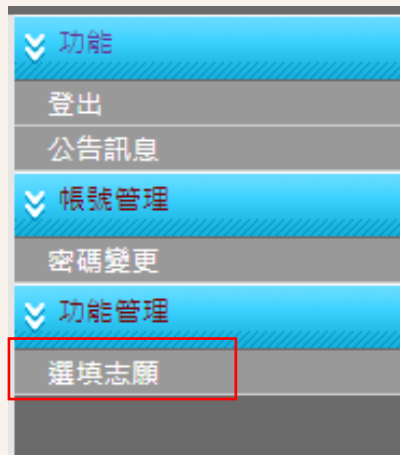 功能
登出
公告訊息
帳號管理
密碼變更
功能管理
選填志願